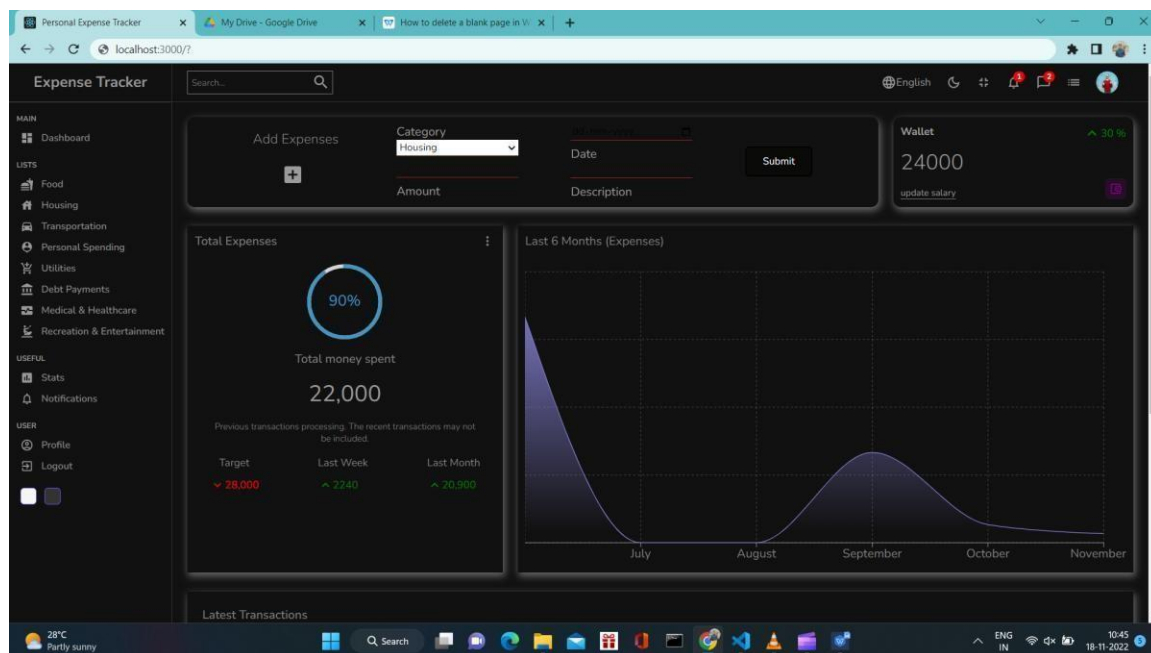 Personal Expense Tracker
My Drive - Google Drive
How to delete a blank page in W
localhost:3000/?
Expense Tracker
Search...
English
1
2
MAIN
Dashboard
LISTS
Food
Housing
Transportation
Personal Spending
Utilities
Debt Payments
Medical & Healthcare
Recreation & Entertainment
USEFUL
Stats
Notifications
USER
Profile
Logout
Add Expenses
Category
Housing
Amount
Date
Description
Submit
Wallet
30 %
24000
update salary
Total Expenses
90%
Total money spent
22,000
Previous transactions processing. The recent transactions may not
be included.
Target
Last Week
Last Month
28,000
2240
20,900
Last 6 Months (Expenses)
July
August
September
October
November
Latest Transactions
28°C
Partly sunny
Search
ENG
IN
10:45
18-11-2022
5